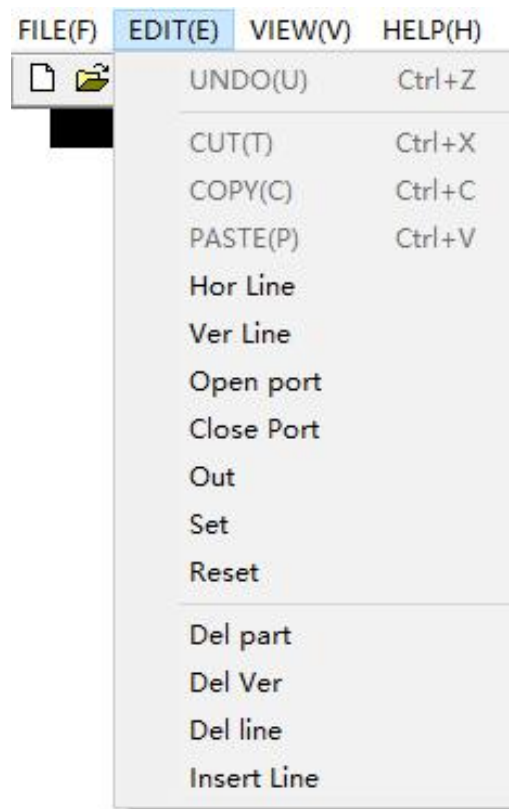 FILE(F) EDIT(E) VIEW(V) HELP(H)
UNDO(U) Ctrl+Z
CUT(T) Ctrl+X
COPY(C) Ctrl+C
PASTE(P) Ctrl+V
Hor Line
Ver Line
Open port
Close Port
Out
Set
Reset
Del part
Del Ver
Del line
Insert Line